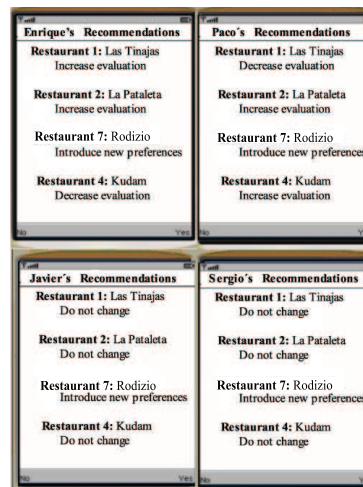 Enrique's Recommendations
Restaurant 1: Las Tinajas
Increase evaluation
Restaurant 2: La Pataleta
Increase evaluation
Restaurant 7: Rodizio
Introduce new preferences
Restaurant 4: Kudam
Decrease evaluation
No Yes
Paco´s Recommendations
Restaurant 1: Las Tinajas
Decrease evaluation
Restaurant 2: La Pataleta
Increase evaluation
Restaurant 7: Rodizio
Introduce new preferences
Restaurant 4: Kudam
Increase evaluation
No
Javier´s Recommendations
Restaurant 1: Las Tinajas
Do not change
Restaurant 2: La Pataleta
Do not change
Restaurant 7: Rodizio
Introduce new preferences
Restaurant 4: Kudam
Do not change
No Yes
Sergio´s Recommendations
Restaurant 1: Las Tinajas
Do not change
Restaurant 2: La Pataleta
Do not change
Restaurant 7: Rodizio
Introduce new preferences
Restaurant 4: Kudam
Do not change
No